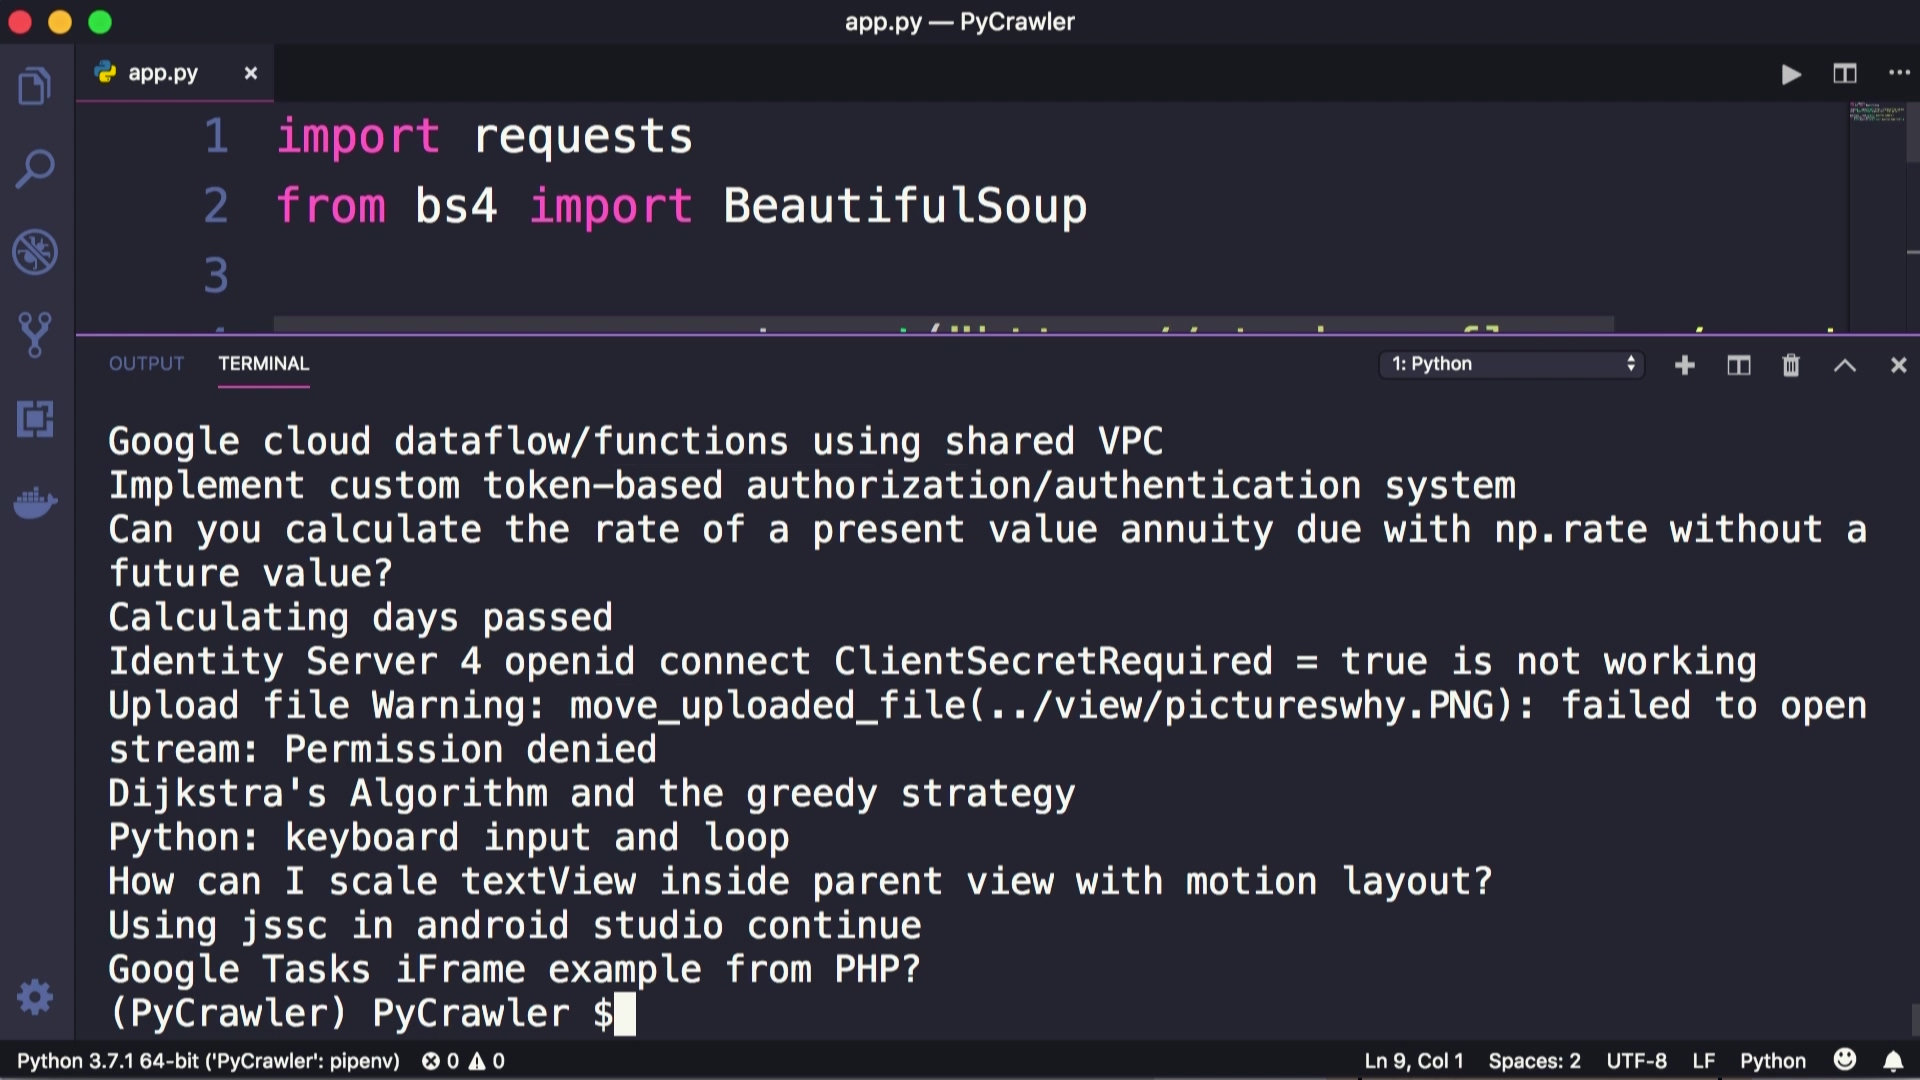 app.py — PyCrawler
app.py
1 import requests
2 from bs4 import BeautifulSoup
3
OUTPUT TERMINAL 1: Python
Google cloud dataflow/functions using shared VPC
Implement custom token-based authorization/authentication system
Can you calculate the rate of a present value annuity due with np.rate without a
future value?
Calculating days passed
Identity Server 4 openid connect ClientSecretRequired = true is not working
Upload file Warning: move_uploaded_file(../view/pictureswhy.PNG): failed to open
stream: Permission denied
Dijkstra's Algorithm and the greedy strategy
Python: keyboard input and loop
How can I scale textView inside parent view with motion layout?
Using jssc in android studio continue
Google Tasks iFrame example from PHP?
(PyCrawler) PyCrawler $
Python 3.7.1 64-bit ('PyCrawler': pipenv) 0 0 Ln 9, Col 1 Spaces: 2 UTF-8 LF Python